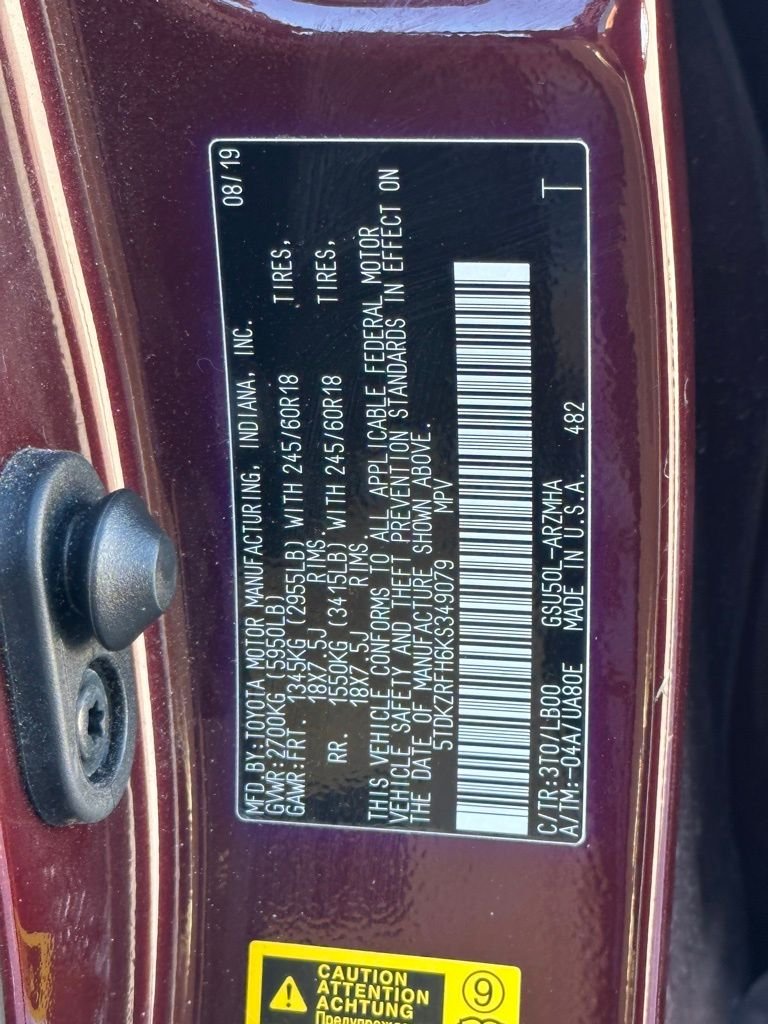 MFD.BY:TOYOTA MOTOR MANUFACTURING, INDIANA, INC. 08/19
GVWR:2700KG (5950LB)
GAWR:FRT. 1345KG (2955LB) WITH 245/60R18 TIRES,
18X7.5J RIMS.
RR. 1550KG (3415LB) WITH 245/60R18 TIRES,
18X7.5J RIMS.
THIS VEHICLE CONFORMS TO ALL APPLICABLE FEDERAL MOTOR
VEHICLE SAFETY AND THEFT PREVENTION STANDARDS IN EFFECT ON
THE DATE OF MANUFACTURE SHOWN ABOVE.
5TDKZRFH6KS349079 MPV
C/TR:3T0/LB00 GSU50L-ARZMHA
A/TM:-04A/UA80E MADE IN U.S.A. 482 T
CAUTION
ATTENTION
ACHTUNG
9